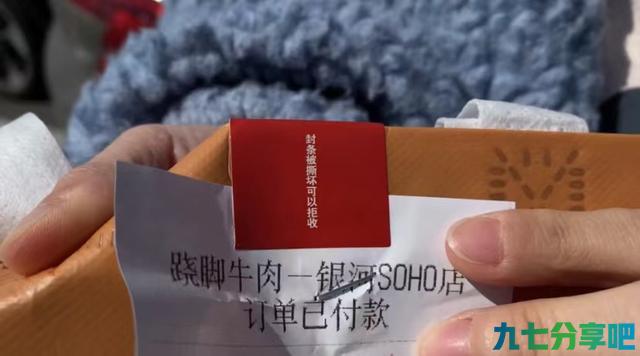 封条被撕坏可以拒收
跷脚牛肉－银河SOHO店
订单已付款
九七分享吧